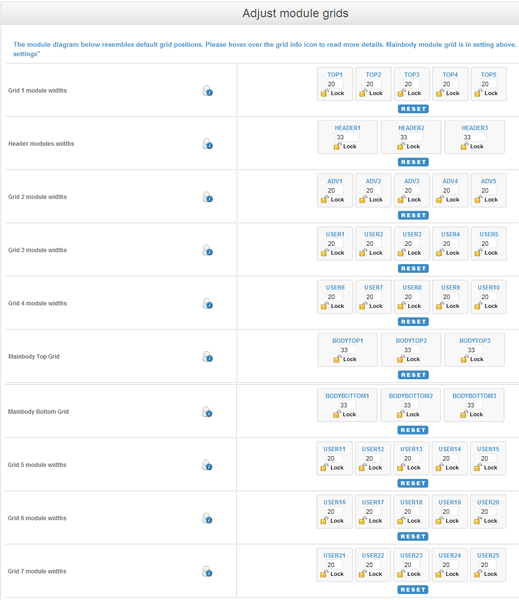 Adjust module grids
The module diagram below resembles default grid positions. Please hover over the grid info icon to read more details. Mainbody module grid is in setting above.
settings"
Grid 1 module widths
TOP1 TOP2 TOP3 TOP4 TOP5
20 20 20 20 20
Lock Lock Lock Lock Lock
RESET
Header modules widths
HEADER1 HEADER2 HEADER3
33 33 33
Lock Lock Lock
RESET
Grid 2 module widths
ADV1 ADV2 ADV3 ADV4 ADV5
20 20 20 20 20
Lock Lock Lock Lock Lock
RESET
Grid 3 module widths
USER1 USER2 USER3 USER4 USER5
20 20 20 20 20
Lock Lock Lock Lock Lock
RESET
Grid 4 module widths
USER6 USER7 USER8 USER9 USER10
20 20 20 20 20
Lock Lock Lock Lock Lock
RESET
Mainbody Top Grid
BODYTOP1 BODYTOP2 BODYTOP3
33 33 33
Lock Lock Lock
RESET
Mainbody Bottom Grid
BODYBOTTOM1 BODYBOTTOM2 BODYBOTTOM3
33 33 33
Lock Lock Lock
RESET
Grid 5 module widths
USER11 USER12 USER13 USER14 USER15
20 20 20 20 20
Lock Lock Lock Lock Lock
RESET
Grid 6 module widths
USER16 USER17 USER18 USER19 USER20
20 20 20 20 20
Lock Lock Lock Lock Lock
RESET
Grid 7 module widths
USER21 USER22 USER23 USER24 USER25
20 20 20 20 20
Lock Lock Lock Lock Lock
RESET